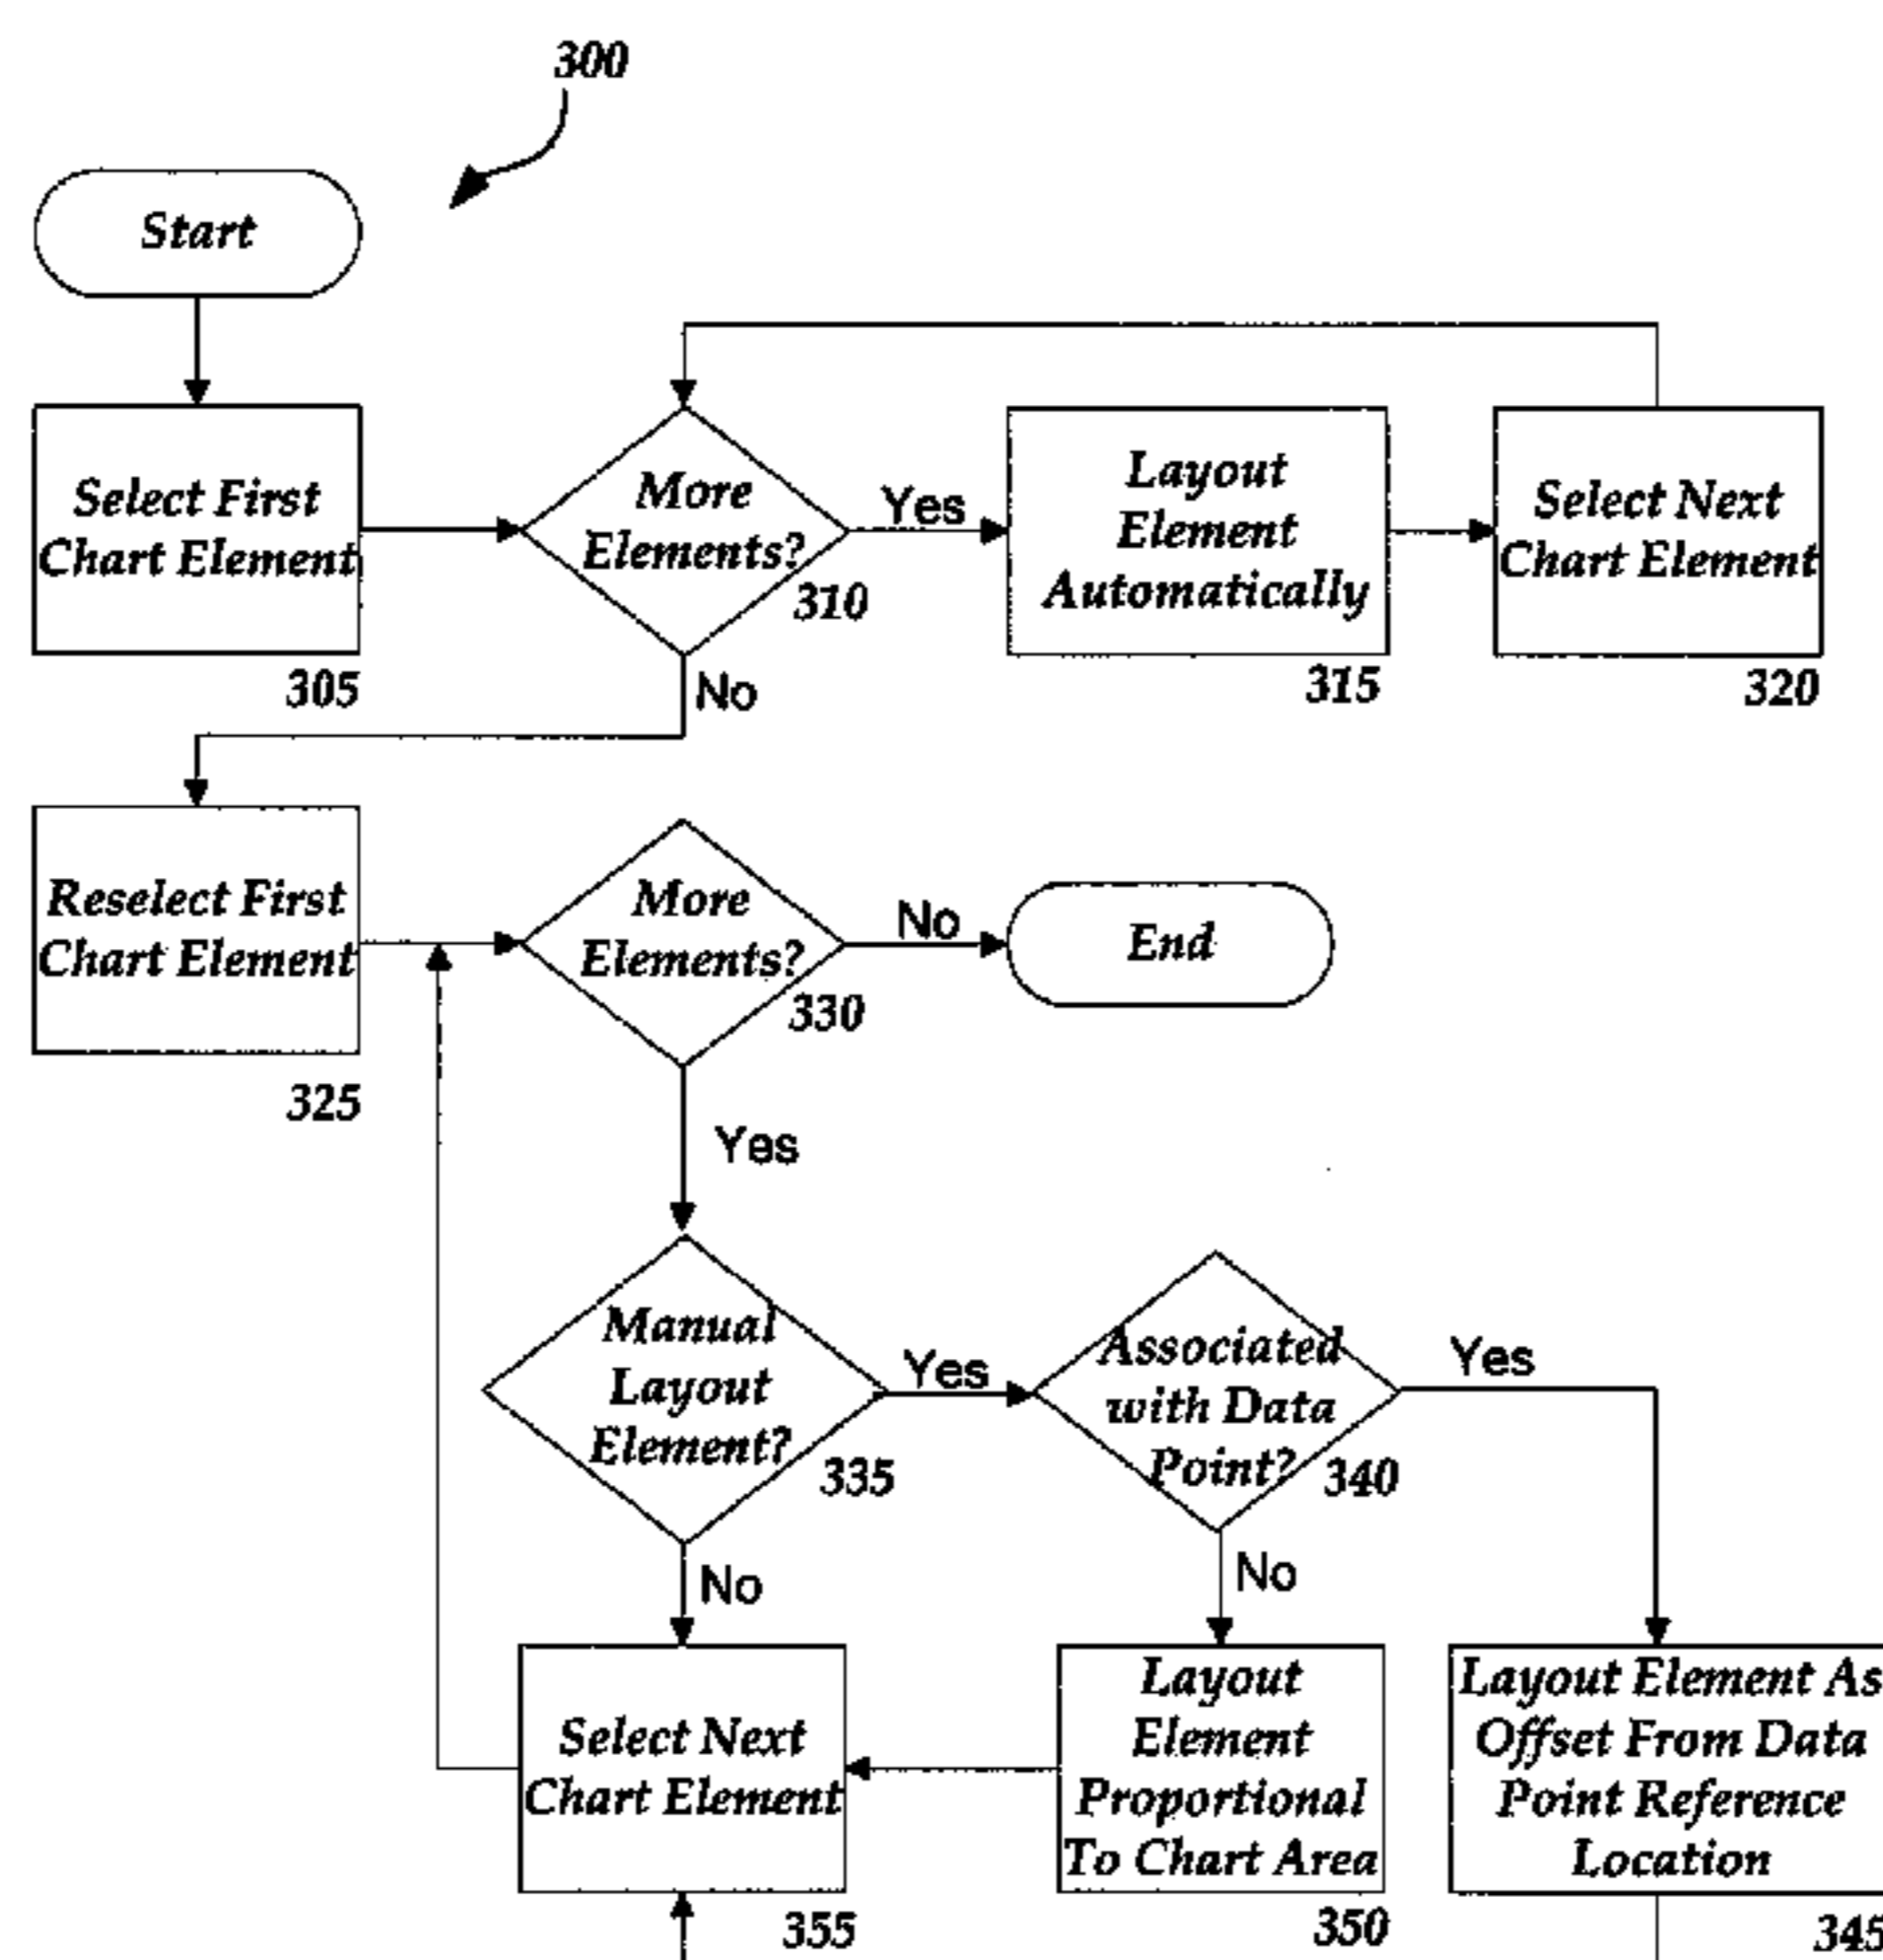 300
Start
Select First
Chart Element
305
More
Elements?
310
Yes
Layout
Element
Automatically
315
Select Next
Chart Element
320
No
Reselect First
Chart Element
325
More
Elements?
330
No
End
Yes
Manual
Layout
Element?
335
Yes
Associated
with Data
Point?
340
Yes
No
No
Select Next
Chart Element
355
Layout
Element
Proportional
To Chart Area
350
Layout Element As
Offset From Data
Point Reference
Location
345